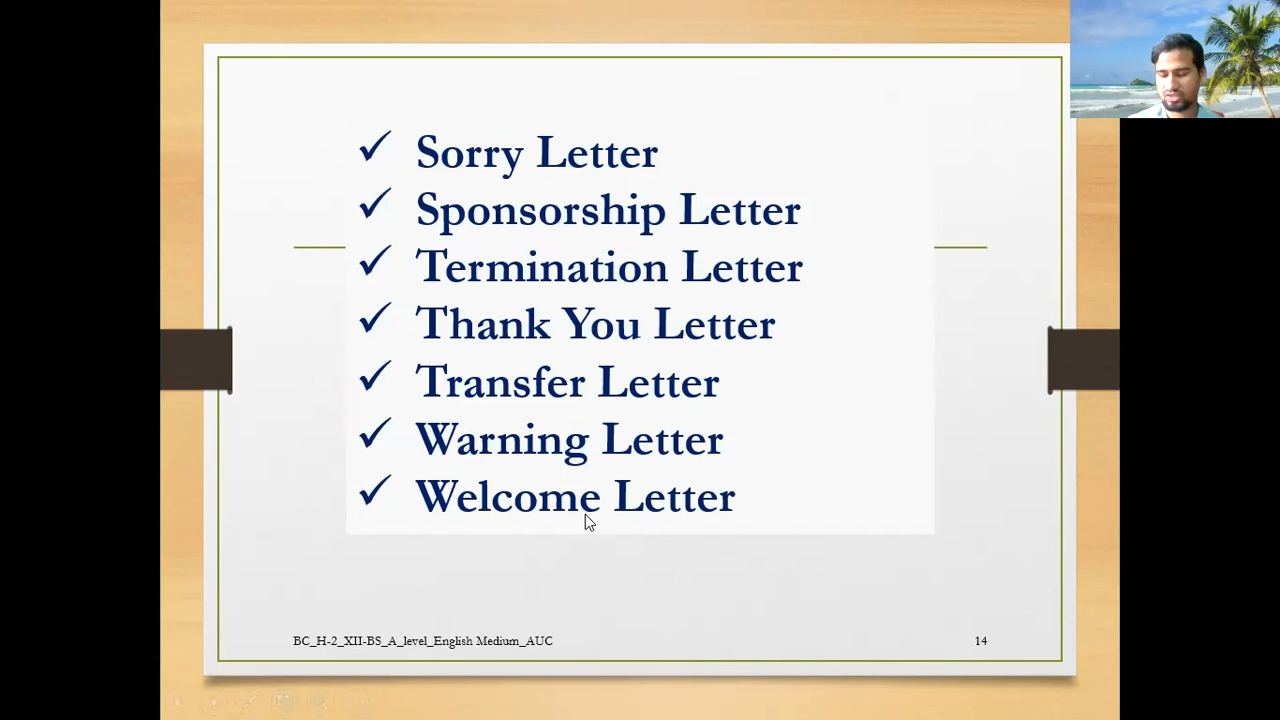 ✓ Sorry Letter
✓ Sponsorship Letter
✓ Termination Letter
✓ Thank You Letter
✓ Transfer Letter
✓ Warning Letter
✓ Welcome Letter
BC_H-2_XII-BS_A_level_English Medium_AUC 14